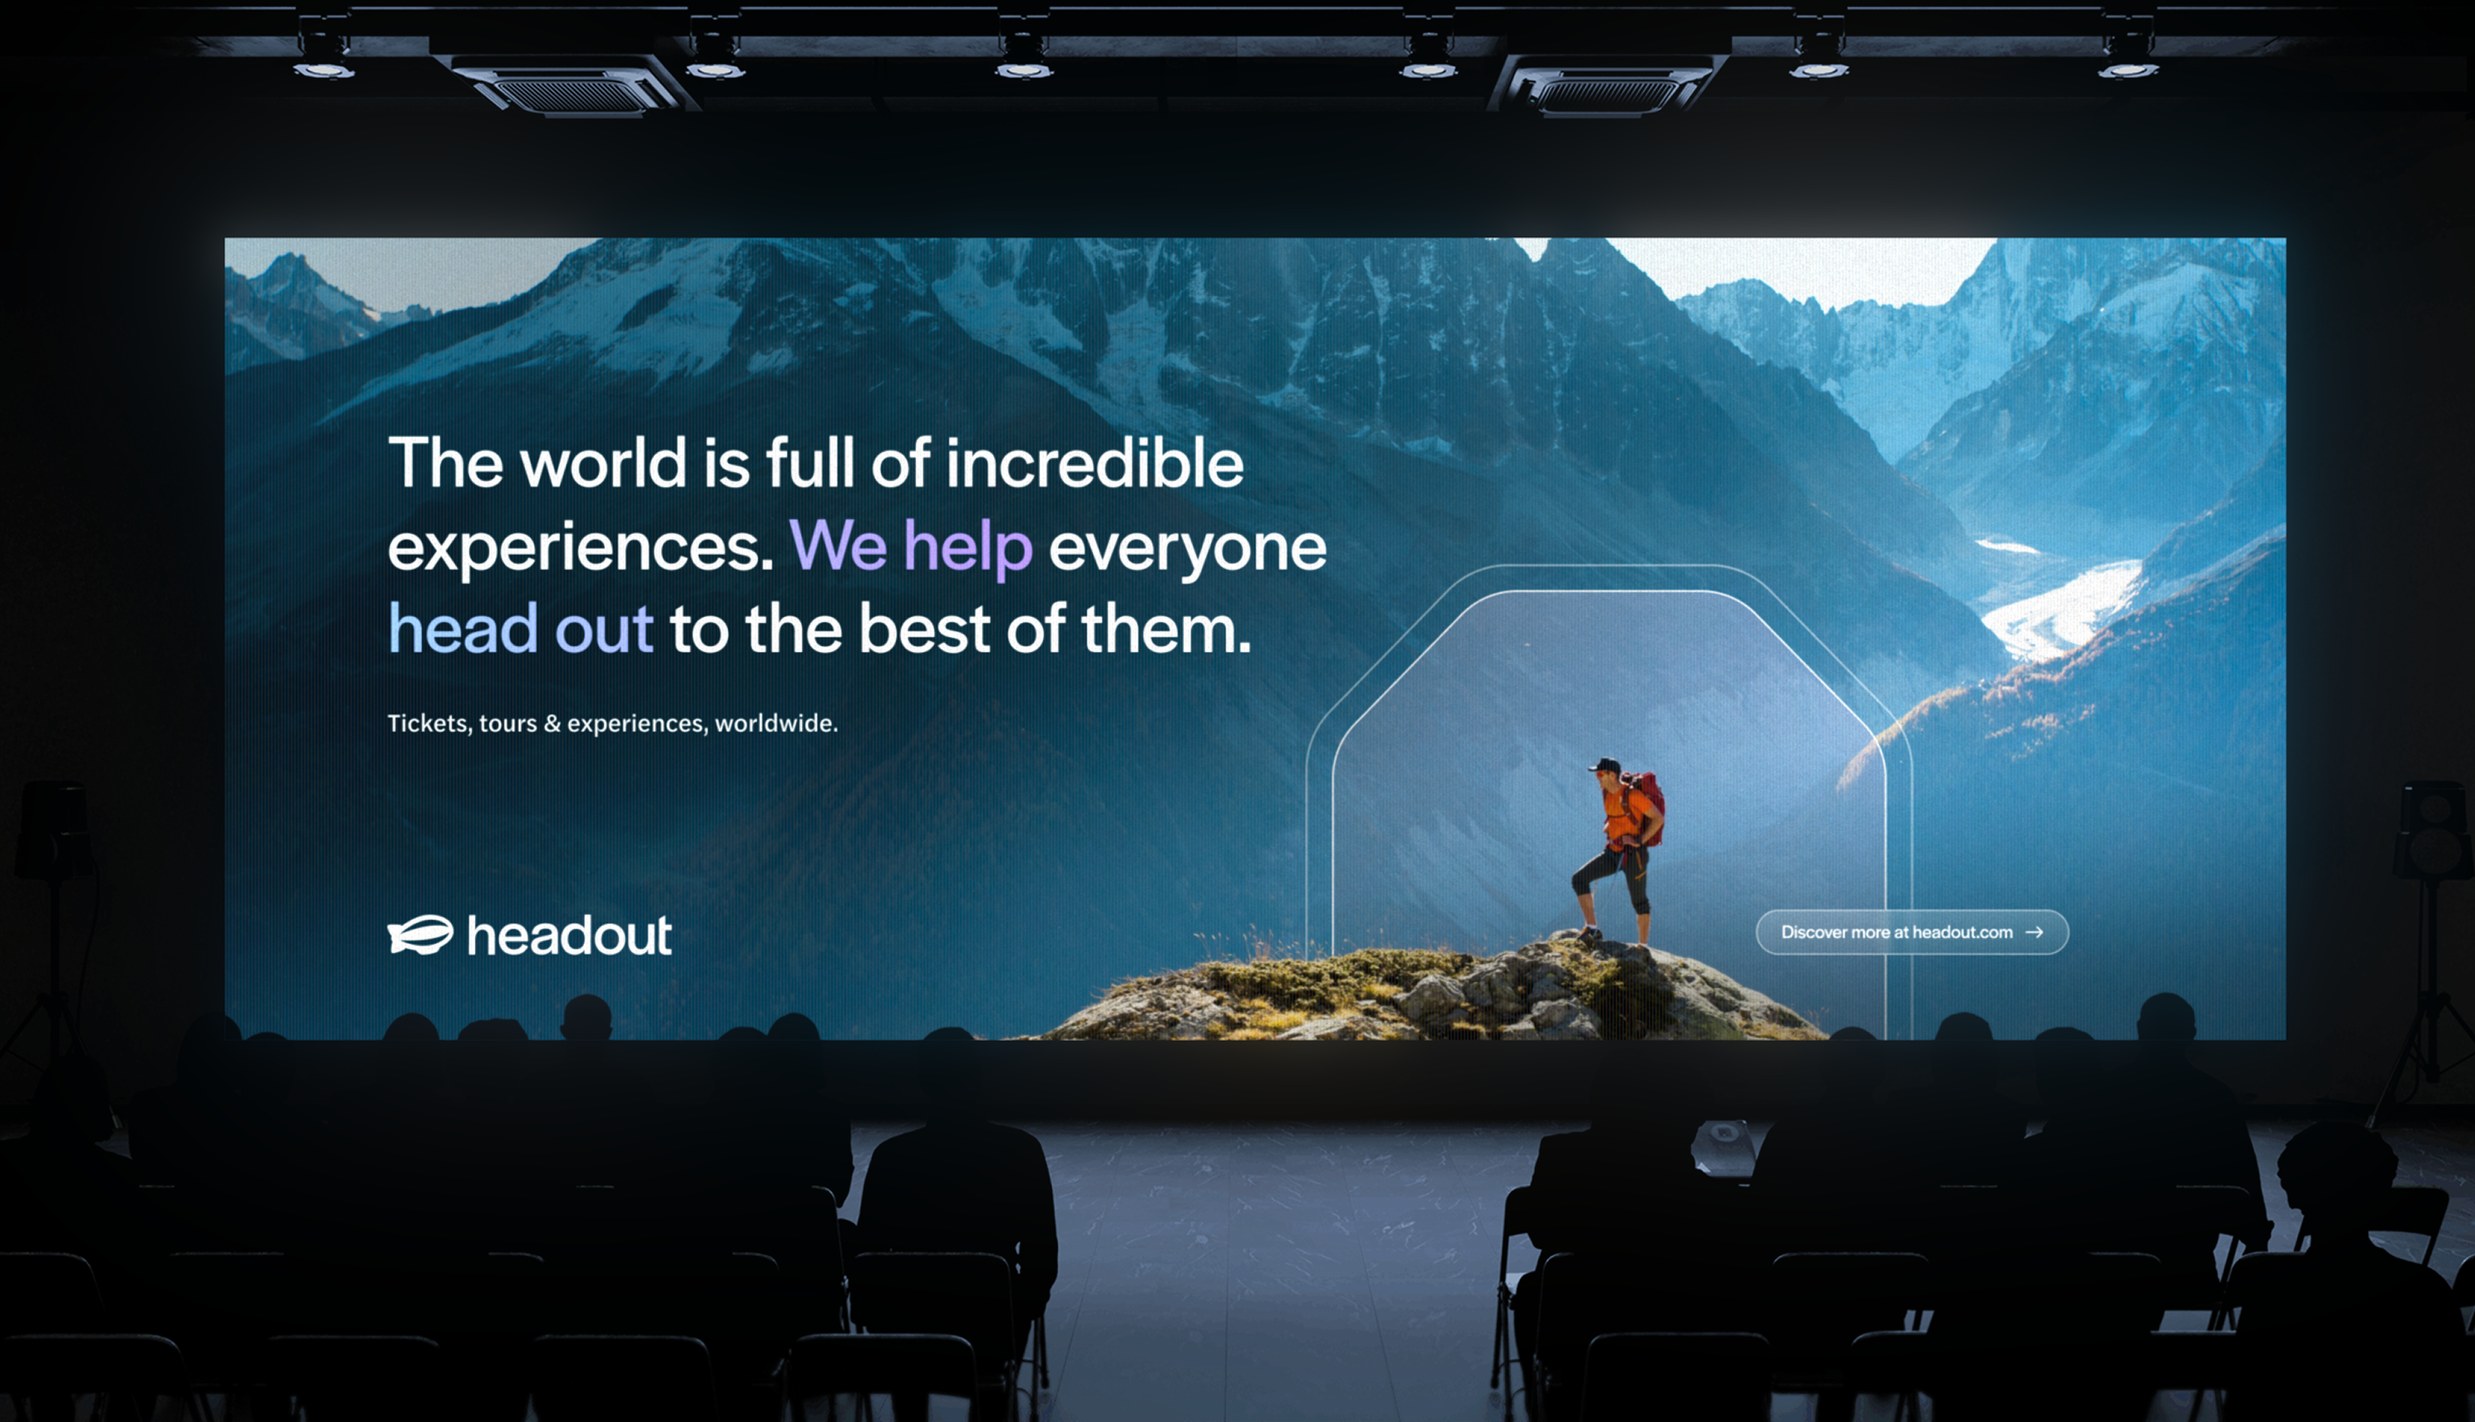 The world is full of incredible
experiences. We help everyone
head out to the best of them.
Tickets, tours & experiences, worldwide.
headout
Discover more at headout.com →